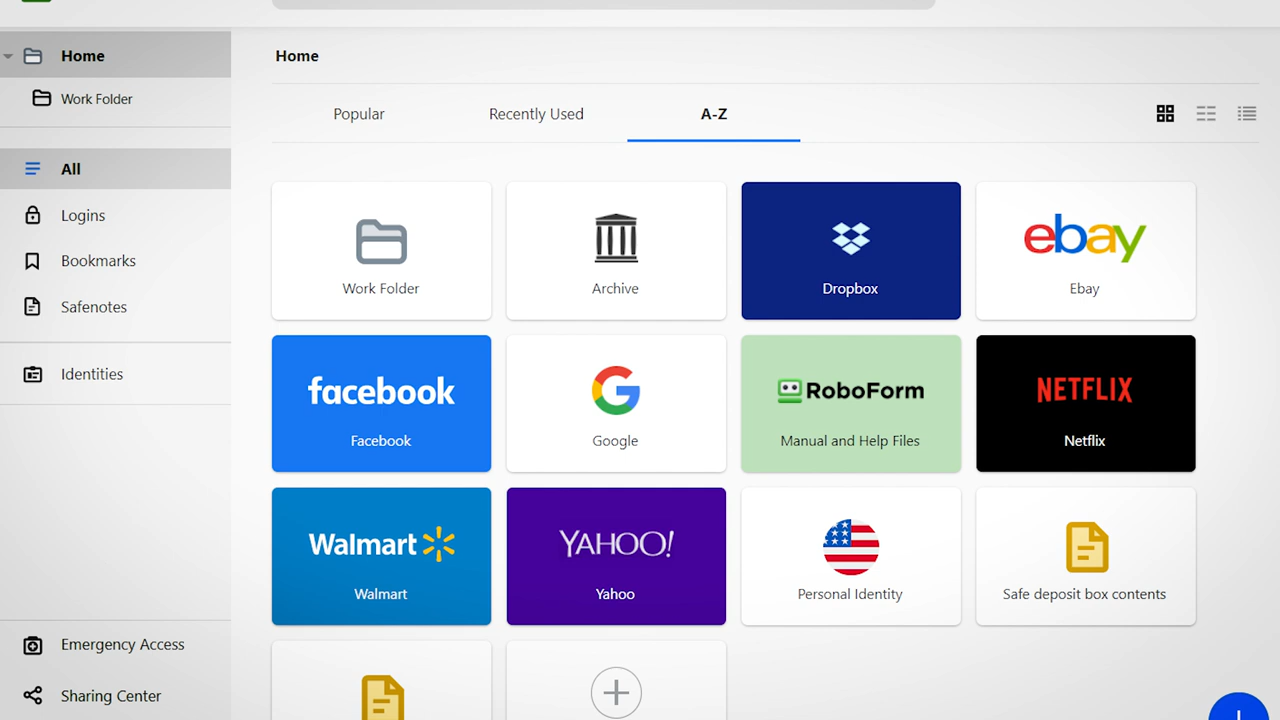 Home
Work Folder
All
Logins
Bookmarks
Safenotes
Identities
Emergency Access
Sharing Center
Home
Popular
Recently Used
A-Z
Work Folder
Archive
Dropbox
ebay
Ebay
facebook
Facebook
G
Google
RoboForm
Manual and Help Files
NETFLIX
Netflix
Walmart
Walmart
YAHOO!
Yahoo
Personal Identity
Safe deposit box contents